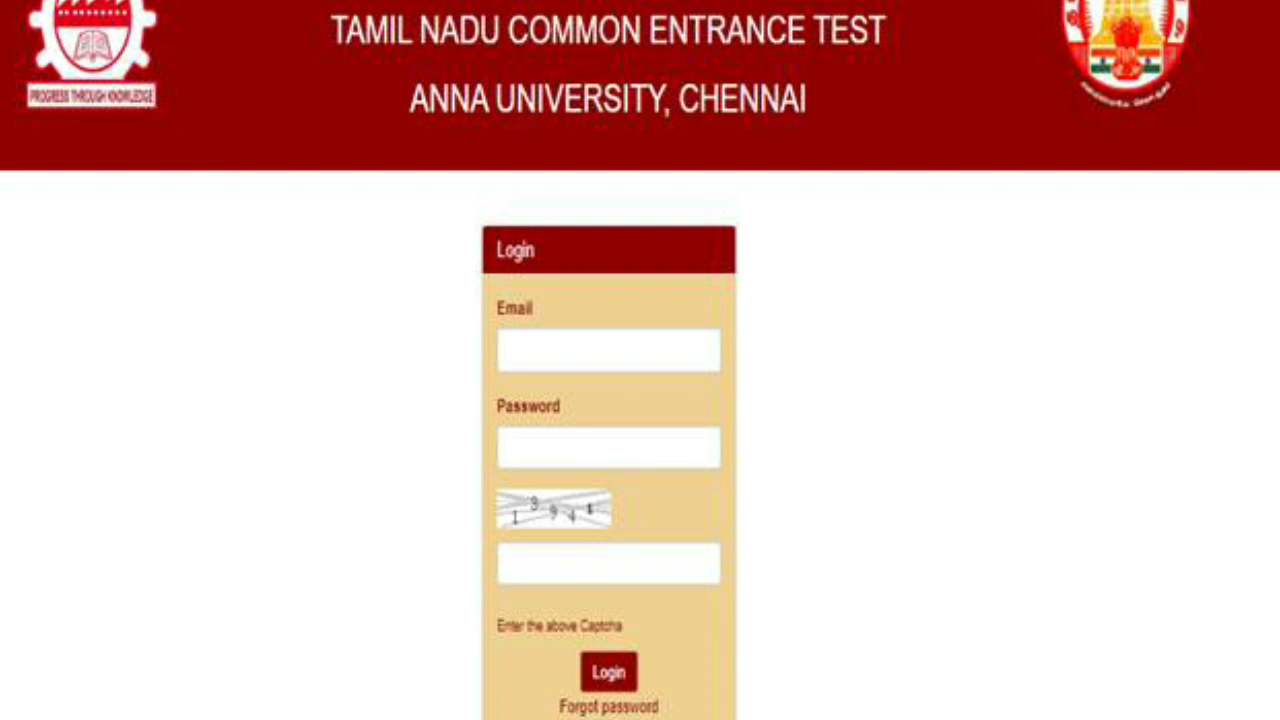 TAMIL NADU COMMON ENTRANCE TEST
PROGRESS THROUGH KNOWLEDGE
ANNA UNIVERSITY, CHENNAI
Login
Email
Password
Enter the above Captcha
Login
Forgot password